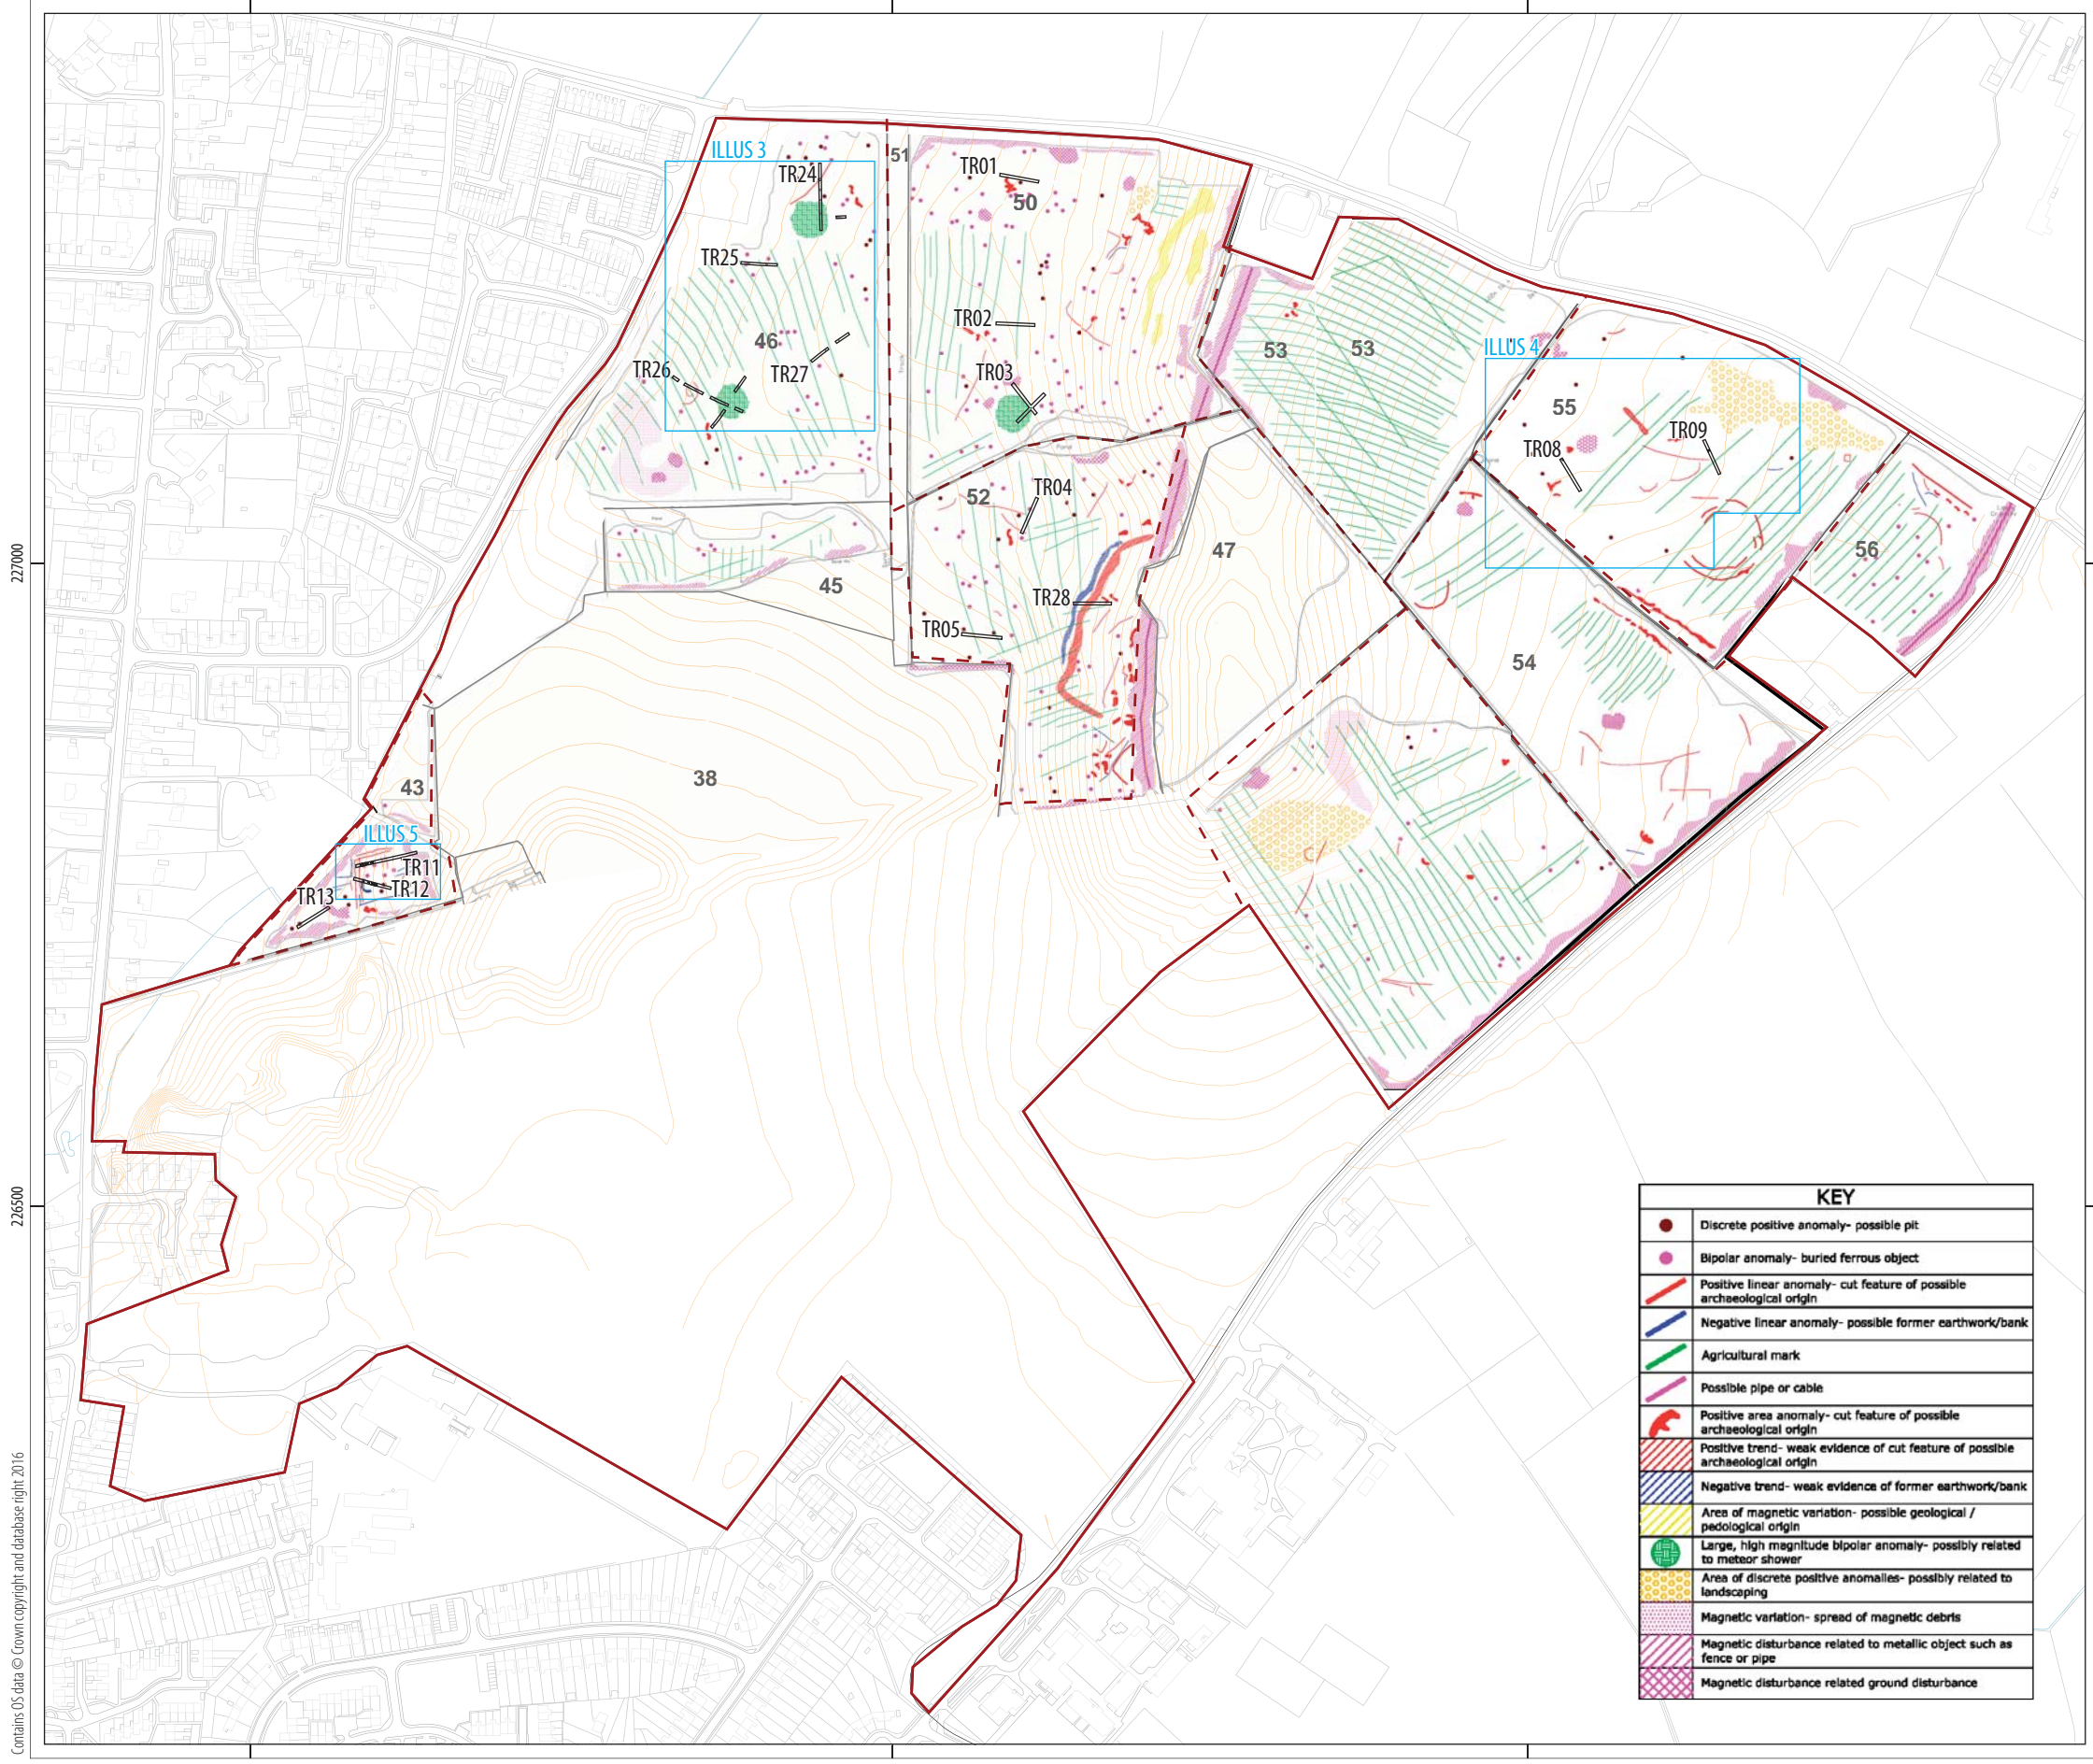 ILLUS 3
51
TR24
TR01
50
TR25
TR02
46
TR26
TR27
TR03
53
53
ILLUS 4
55
TR08
TR09
52
TR04
47
56
45
TR28
TR05
54
43
38
ILLUS 5
TR11
TR12
TR13
227000
226500
Contains OS data © Crown copyright and database right 2016
KEY
Discrete positive anomaly- possible pit
Bipolar anomaly- buried ferrous object
Positive linear anomaly- cut feature of possible
archaeological origin
Negative linear anomaly- possible former earthwork/bank
Agricultural mark
Possible pipe or cable
Positive area anomaly- cut feature of possible
archaeological origin
Positive trend- weak evidence of cut feature of possible
archaeological origin
Negative trend- weak evidence of former earthwork/bank
Area of magnetic variation- possible geological /
pedological origin
Large, high magnitude bipolar anomaly- possibly related
to meteor shower
Area of discrete positive anomalies- possibly related to
landscaping
Magnetic variation- spread of magnetic debris
Magnetic disturbance related to metallic object such as
fence or pipe
Magnetic disturbance related ground disturbance